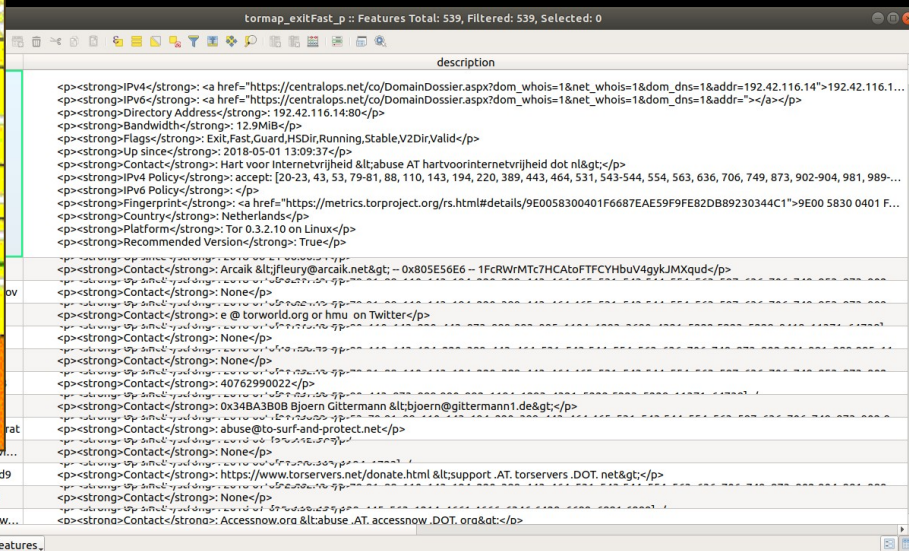 tormap_exitFast_p :: Features Total: 539, Filtered: 539, Selected: 0
description
<p><strong>IPv4</strong>: <a href="https://centralops.net/co/DomainDossier.aspx?dom_whois=1&net_whois=1&dom_dns=1&addr=192.42.116.14">192.42.116.1...
<p><strong>IPv6</strong>: <a href="https://centralops.net/co/DomainDossier.aspx?dom_whois=1&net_whois=1&dom_dns=1&addr="></a></p>
<p><strong>Directory Address</strong>: 192.42.116.14:80</p>
<p><strong>Bandwidth</strong>: 12.9MiB</p>
<p><strong>Flags</strong>: Exit,Fast,Guard,HSDir,Running,Stable,V2Dir,Valid</p>
<p><strong>Up since</strong>: 2018-05-01 13:09:37</p>
<p><strong>Contact</strong>: Hart voor Internetvrijheid &lt;abuse AT hartvoorinternetvrijheid dot nl&gt;</p>
<p><strong>IPv4 Policy</strong>: accept: [20-23, 43, 53, 79-81, 88, 110, 143, 194, 220, 389, 443, 464, 531, 543-544, 554, 563, 636, 706, 749, 873, 902-904, 981, 989-...
<p><strong>IPv6 Policy</strong>: </p>
<p><strong>Fingerprint</strong>: <a href="https://metrics.torproject.org/rs.html#details/9E0058300401F6687EAE59F9FE82DB89230344C1">9E00 5830 0401 F...
<p><strong>Country</strong>: Netherlands</p>
<p><strong>Platform</strong>: Tor 0.3.2.10 on Linux</p>
<p><strong>Recommended Version</strong>: True</p>
<p><strong>Contact</strong>: Arcaik &lt;jfleury@arcaik.net&gt; -- 0x805E56E6 -- 1FcRWrMTc7HCAtoFTFCYHbuV4gykJMXqud</p>
ov <p><strong>Contact</strong>: None</p>
<p><strong>Contact</strong>: e @ torworld.org or hmu on Twitter</p>
<p><strong>Contact</strong>: None</p>
<p><strong>Contact</strong>: None</p>
<p><strong>Contact</strong>: 40762990022</p>
<p><strong>Contact</strong>: 0x34BA3B0B Bjoern Gittermann &lt;bjoern@gittermann1.de&gt;</p>
rat <p><strong>Contact</strong>: abuse@to-surf-and-protect.net</p>
<p><strong>Contact</strong>: None</p>
d9 <p><strong>Contact</strong>: https://www.torservers.net/donate.html &lt;support .AT. torservers .DOT. net&gt;</p>
<p><strong>Contact</strong>: None</p>
w... <p><strong>Contact</strong>: Accessnow.org &lt;abuse .AT. accessnow .DOT. org&gt;</p>
eatures